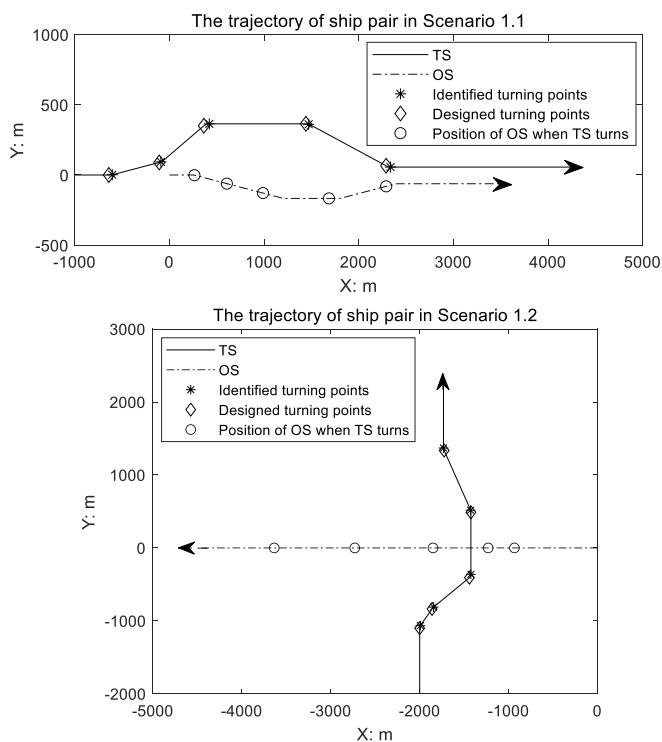 The trajectory of ship pair in Scenario 1.1
1000
500
0
-500
Y: m
TS
OS
Identified turning points
Designed turning points
Position of OS when TS turns
-1000 0 1000 2000 3000 4000 5000
X: m
The trajectory of ship pair in Scenario 1.2
3000
2000
1000
0
-1000
-2000
Y: m
TS
OS
Identified turning points
Designed turning points
Position of OS when TS turns
-5000 -4000 -3000 -2000 -1000 0
X: m